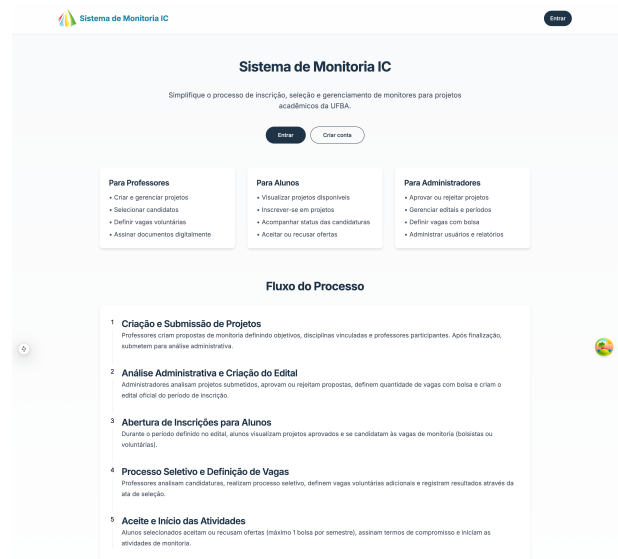 Sistema de Monitoria IC
Entrar
Sistema de Monitoria IC
Simplifique o processo de inscrição, seleção e gerenciamento de monitores para projetos
acadêmicos da UFBA.
Entrar
Criar conta
Para Professores
• Criar e gerenciar projetos
• Selecionar candidatos
• Definir vagas voluntárias
• Assinar documentos digitalmente
Para Alunos
• Visualizar projetos disponíveis
• Inscrever-se em projetos
• Acompanhar status das candidaturas
• Aceitar ou recusar ofertas
Para Administradores
• Aprovar ou rejeitar projetos
• Gerenciar editais e períodos
• Definir vagas com bolsa
• Administrar usuários e relatórios
Fluxo do Processo
1 Criação e Submissão de Projetos
Professores criam propostas de monitoria definindo objetivos, disciplinas vinculadas e professores participantes. Após finalização,
submetem para análise administrativa.
2 Análise Administrativa e Criação do Edital
Administradores analisam projetos submetidos, aprovam ou rejeitam propostas, definem quantidade de vagas com bolsa e criam o
edital oficial do período de inscrição.
3 Abertura de Inscrições para Alunos
Durante o período definido no edital, alunos visualizam projetos aprovados e se candidatam às vagas de monitoria (bolsistas ou
voluntárias).
4 Processo Seletivo e Definição de Vagas
Professores analisam candidaturas, realizam processo seletivo, definem vagas voluntárias adicionais e registram resultados através da
ata de seleção.
5 Aceite e Início das Atividades
Alunos selecionados aceitam ou recusam ofertas (máximo 1 bolsa por semestre), assinam termos de compromisso e iniciam as
atividades de monitoria.